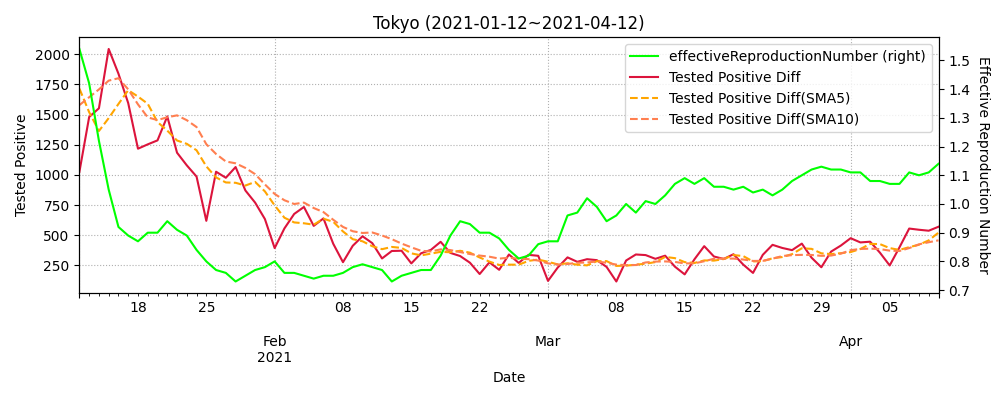 Tokyo (2021-01-12~2021-04-12)
effectiveReproductionNumber (right)
Tested Positive Diff
Tested Positive Diff(SMA5)
Tested Positive Diff(SMA10)
Tested Positive
2000
1750
1500
1250
1000
750
500
250
Effective Reproduction Number
1.5
1.4
1.3
1.2
1.1
1.0
0.9
0.8
0.7
18 25 08 15 22 08 15 22 29 05
Feb Mar Apr
2021
Date